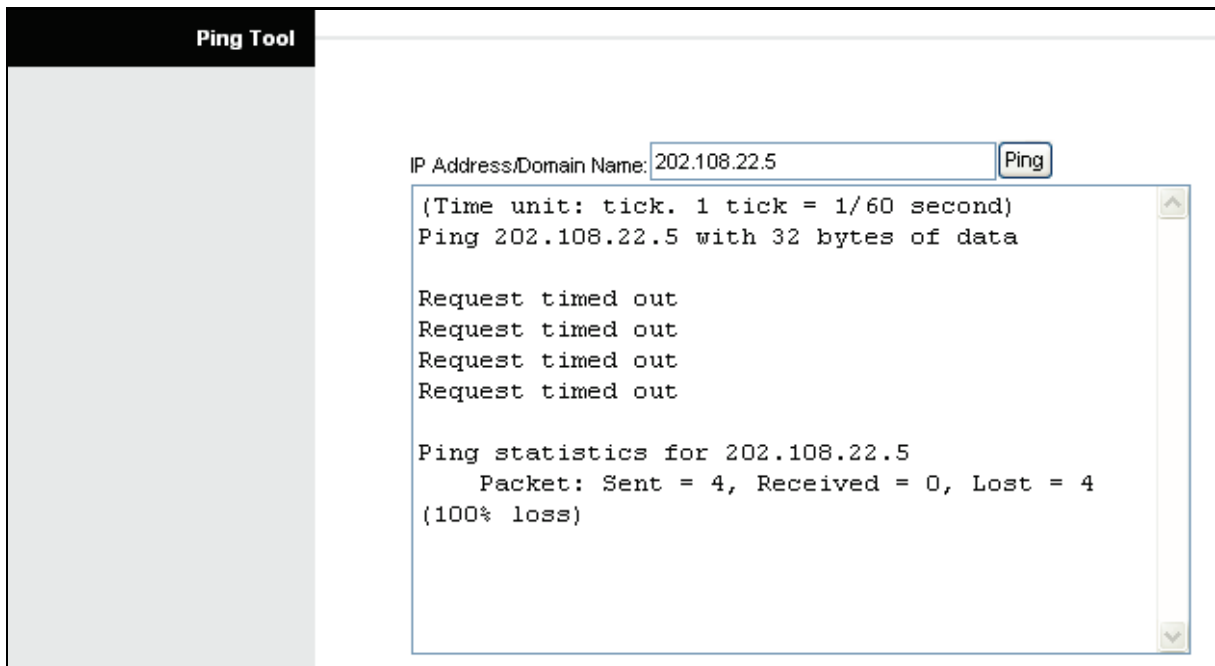 Ping Tool
IP Address/Domain Name: 202.108.22.5 Ping
(Time unit: tick. 1 tick = 1/60 second)
Ping 202.108.22.5 with 32 bytes of data
Request timed out
Request timed out
Request timed out
Request timed out
Ping statistics for 202.108.22.5
Packet: Sent = 4, Received = 0, Lost = 4
(100% loss)